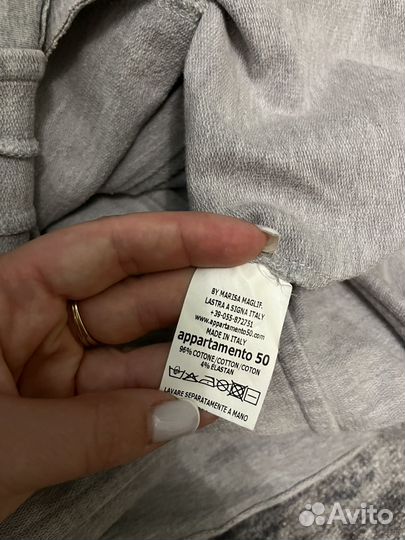 BY MARISA MAGLIF.
LASTRA A SIGNA ITALY
+39-055-872751
www.appartamento50.com
MADE IN ITALY
appartamento 50
96% COTONE/COTTON/COTON
4% ELASTAN
LAVARE SEPARATAMENTE A MANO
Avito